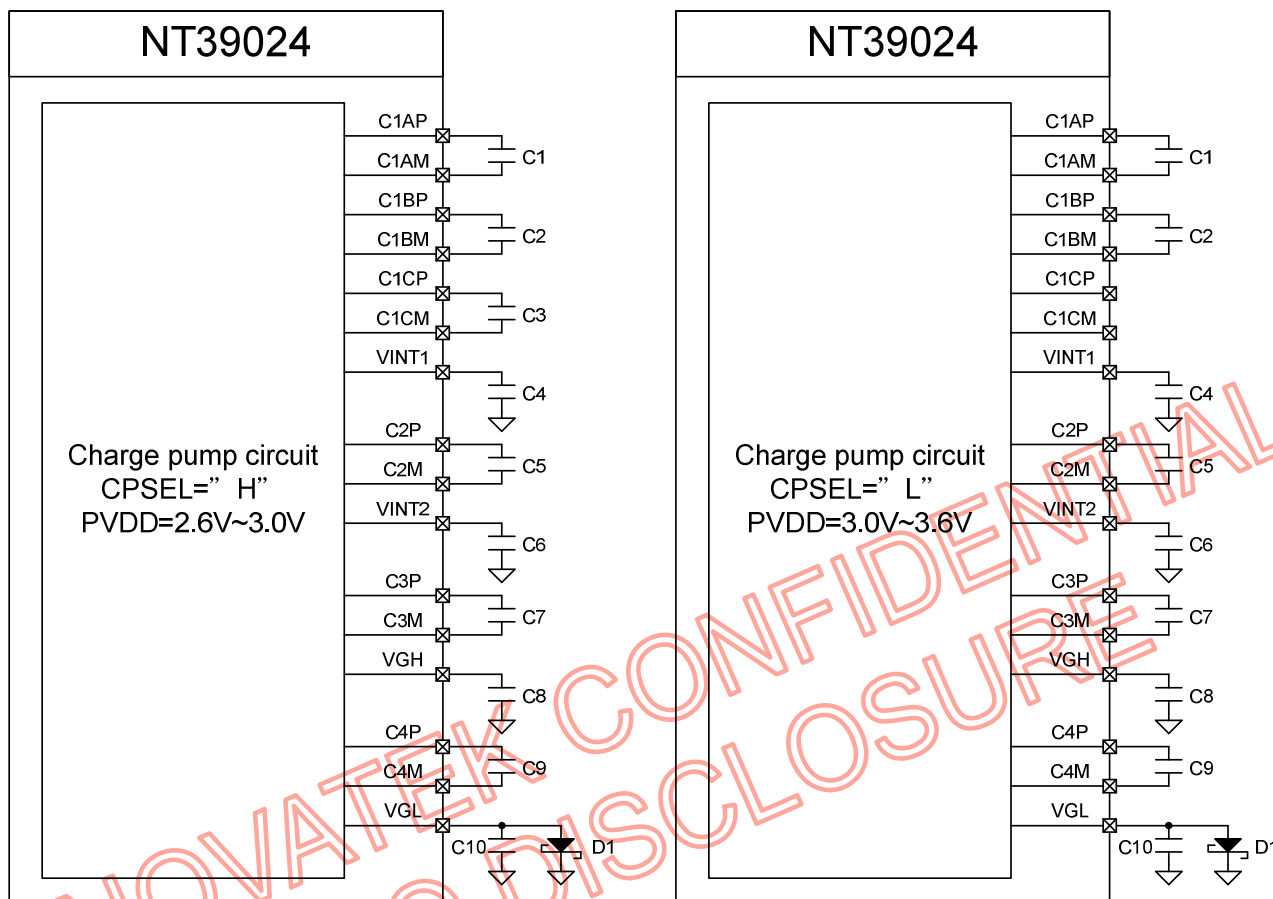 NT39024
C1AP
C1
C1AM
C1BP
C2
C1BM
C1CP
C3
C1CM
VINT1
C4
C2P
C5
C2M
VINT2
C6
C3P
C7
C3M
VGH
C8
C4P
C9
C4M
VGL
C10
D1
Charge pump circuit
CPSEL=” H”
PVDD=2.6V~3.0V
NT39024
C1AP
C1
C1AM
C1BP
C2
C1BM
C1CP
C1CM
VINT1
C4
C2P
C5
C2M
VINT2
C6
C3P
C7
C3M
VGH
C8
C4P
C9
C4M
VGL
C10
D1
Charge pump circuit
CPSEL=” L”
PVDD=3.0V~3.6V
NOVATEK CONFIDENTIAL
DISCLOSURE